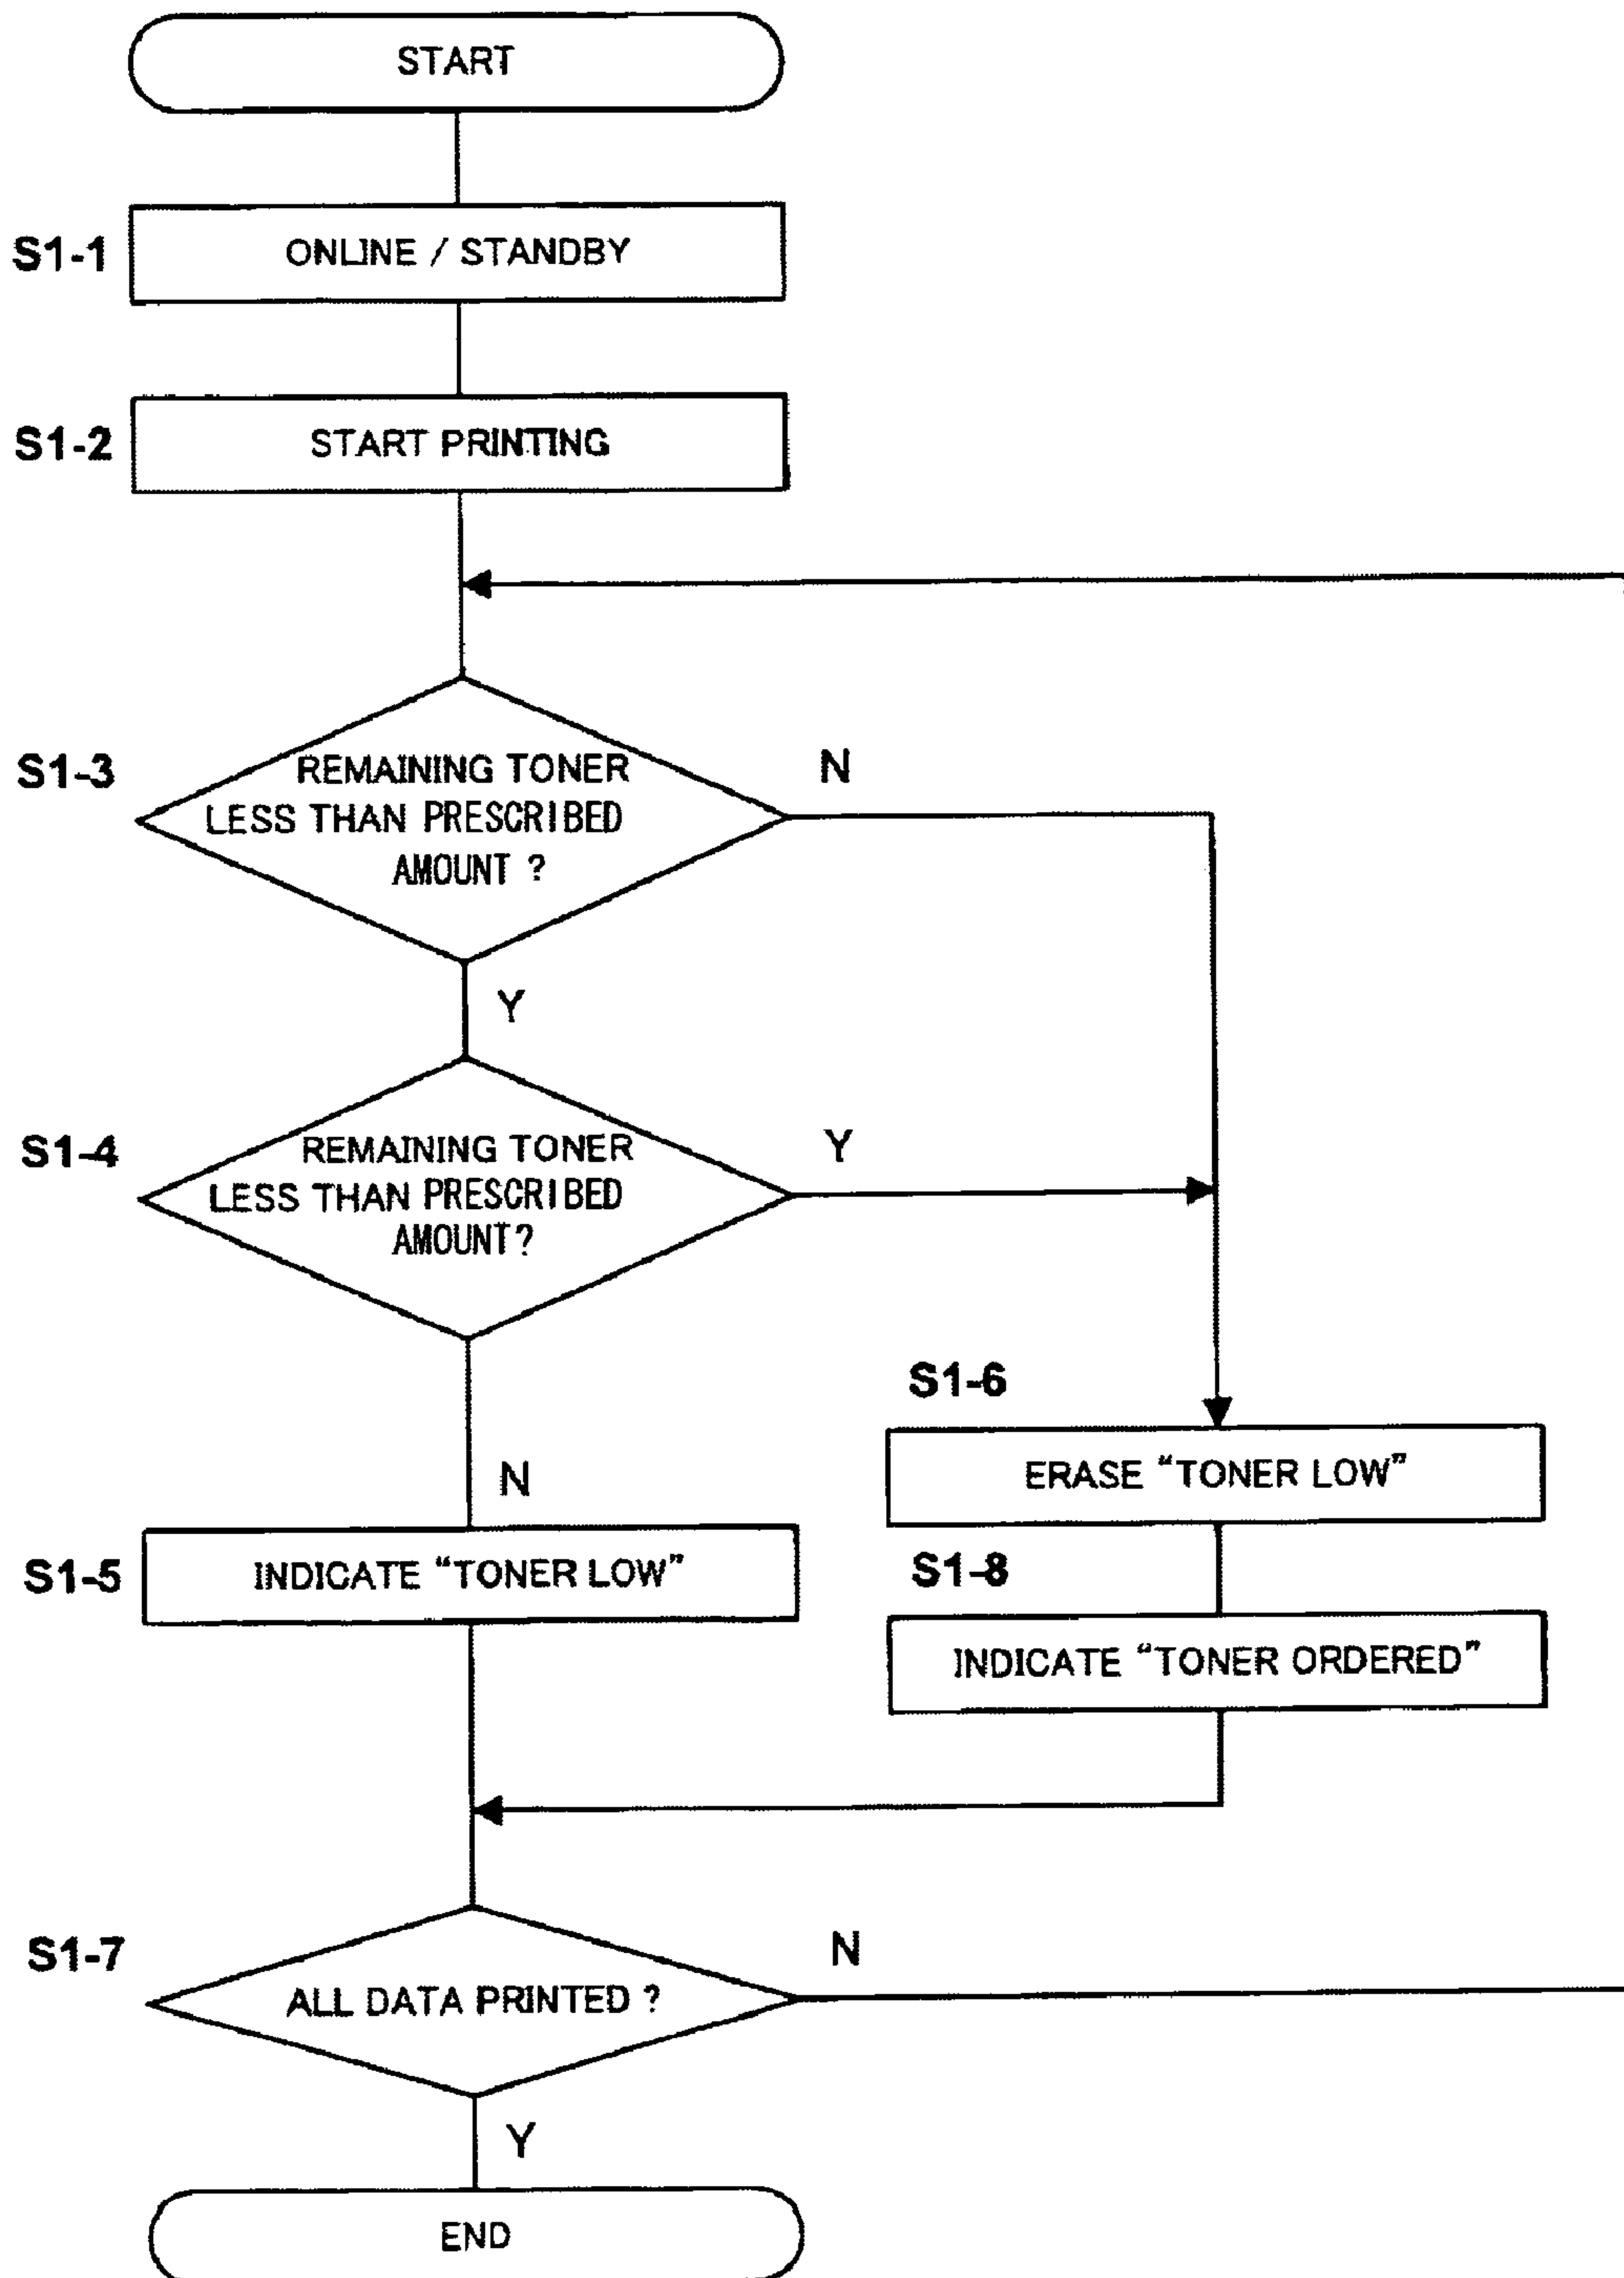 START
S1-1
ONLINE / STANDBY
S1-2
START PRINTING
S1-3
REMAINING TONER
LESS THAN PRESCRIBED
AMOUNT ?
N
Y
S1-4
REMAINING TONER
LESS THAN PRESCRIBED
AMOUNT?
Y
N
S1-6
ERASE “TONER LOW”
S1-5
INDICATE “TONER LOW”
S1-8
INDICATE “TONER ORDERED”
S1-7
ALL DATA PRINTED ?
N
Y
END